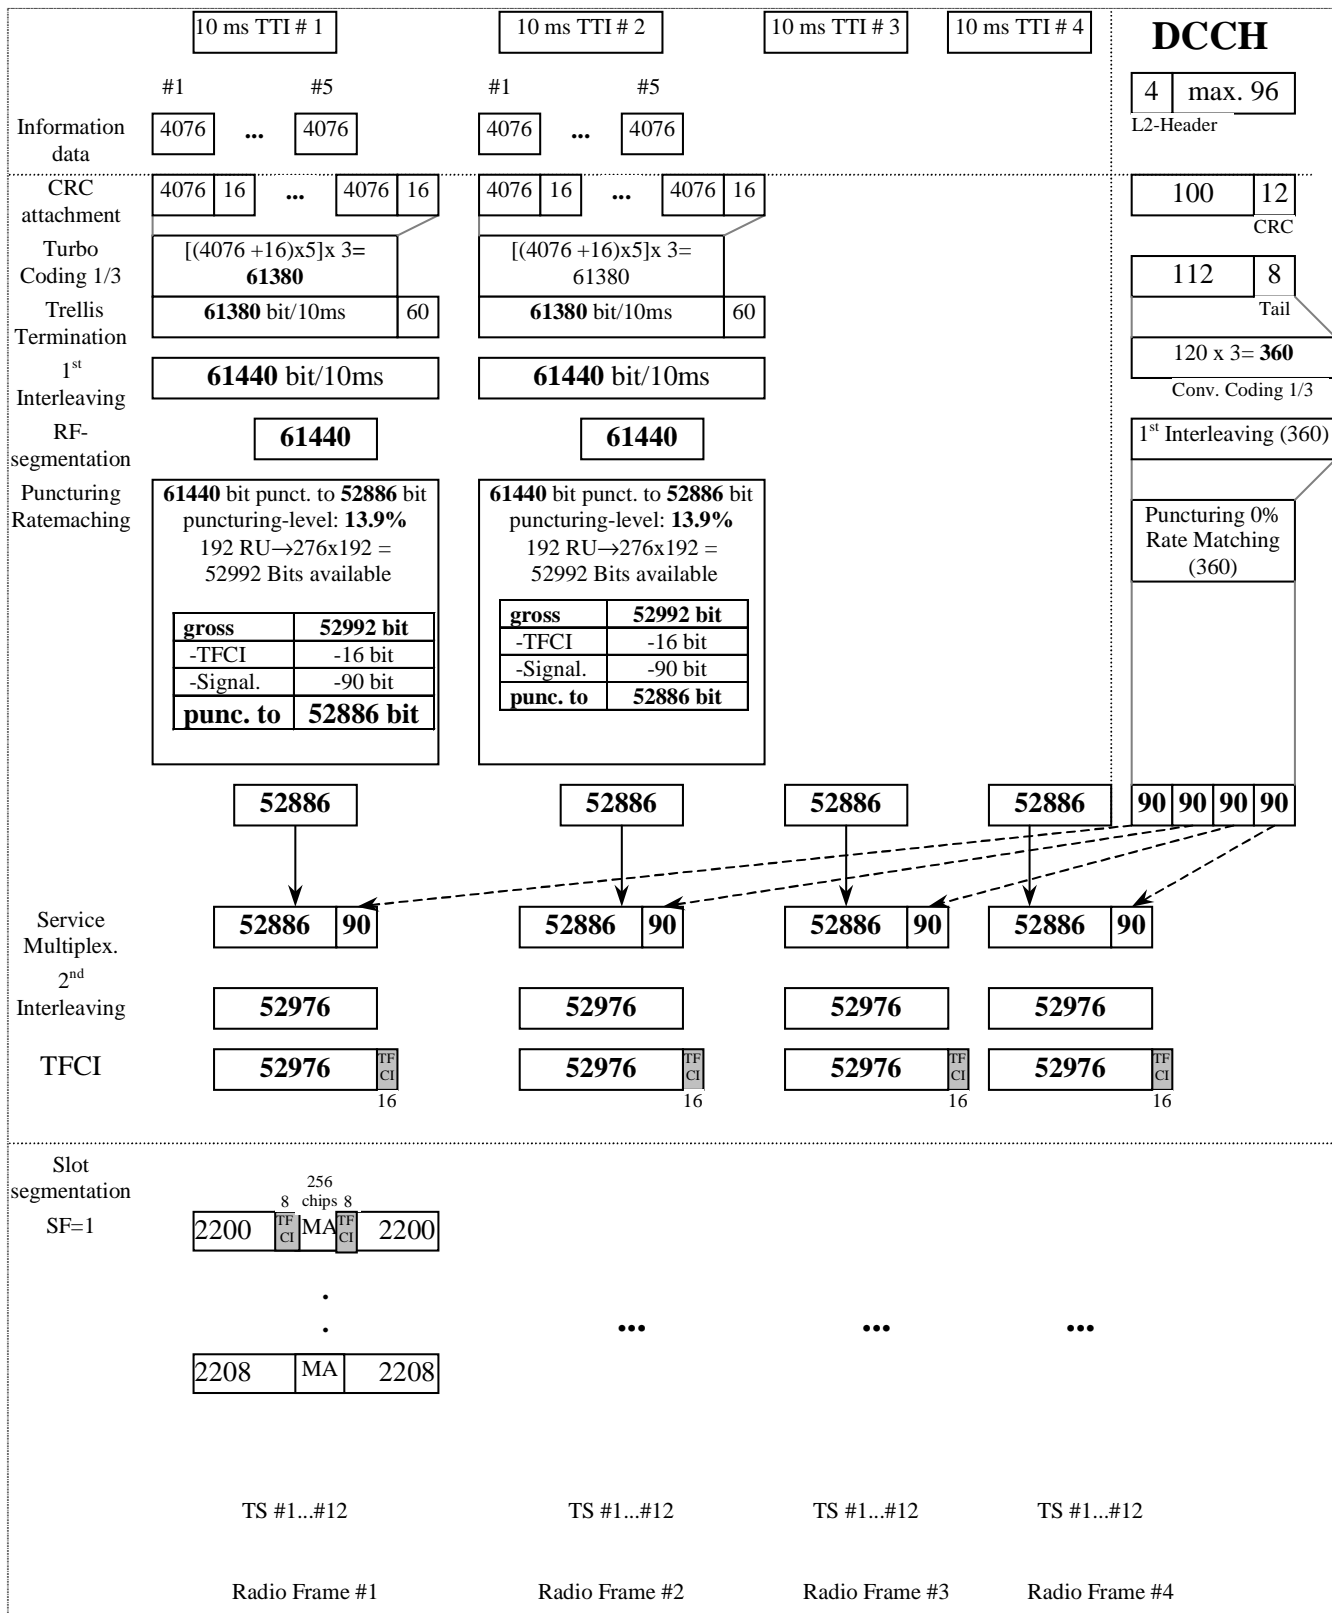 10 ms TTI # 1 10 ms TTI # 2 10 ms TTI # 3 10 ms TTI # 4 DCCH
#1 #5 #1 #5
4 max. 96
L2-Header
Information data
4076 ... 4076 4076 ... 4076
CRC attachment
4076 16 ... 4076 16 4076 16 ... 4076 16
100 12
CRC
Turbo Coding 1/3
[(4076 +16)x5]x 3=
61380
[(4076 +16)x5]x 3=
61380
112 8
Tail
Trellis Termination
61380 bit/10ms 60 61380 bit/10ms 60
120 x 3= 360
Conv. Coding 1/3
1st Interleaving
61440 bit/10ms 61440 bit/10ms
RF-segmentation
61440 61440
1st Interleaving (360)
Puncturing
Ratemaching
61440 bit punct. to 52886 bit
puncturing-level: 13.9%
192 RU→276x192 =
52992 Bits available
gross 52992 bit
-TFCI -16 bit
-Signal. -90 bit
punc. to 52886 bit
61440 bit punct. to 52886 bit
puncturing-level: 13.9%
192 RU→276x192 =
52992 Bits available
gross 52992 bit
-TFCI -16 bit
-Signal. -90 bit
punc. to 52886 bit
Puncturing 0%
Rate Matching
(360)
52886 52886 52886 52886 90 90 90 90
Service
Multiplex.
52886 90 52886 90 52886 90 52886 90
2nd
Interleaving
52976 52976 52976 52976
TFCI
52976 TF CI 52976 TF CI 52976 TF CI 52976 TF CI
16 16 16 16
Slot
segmentation
SF=1
256
8 chips 8
2200 TF CI MA TF CI 2200
.
. ... ... ...
2208 MA 2208
TS #1...#12 TS #1...#12 TS #1...#12 TS #1...#12
Radio Frame #1 Radio Frame #2 Radio Frame #3 Radio Frame #4